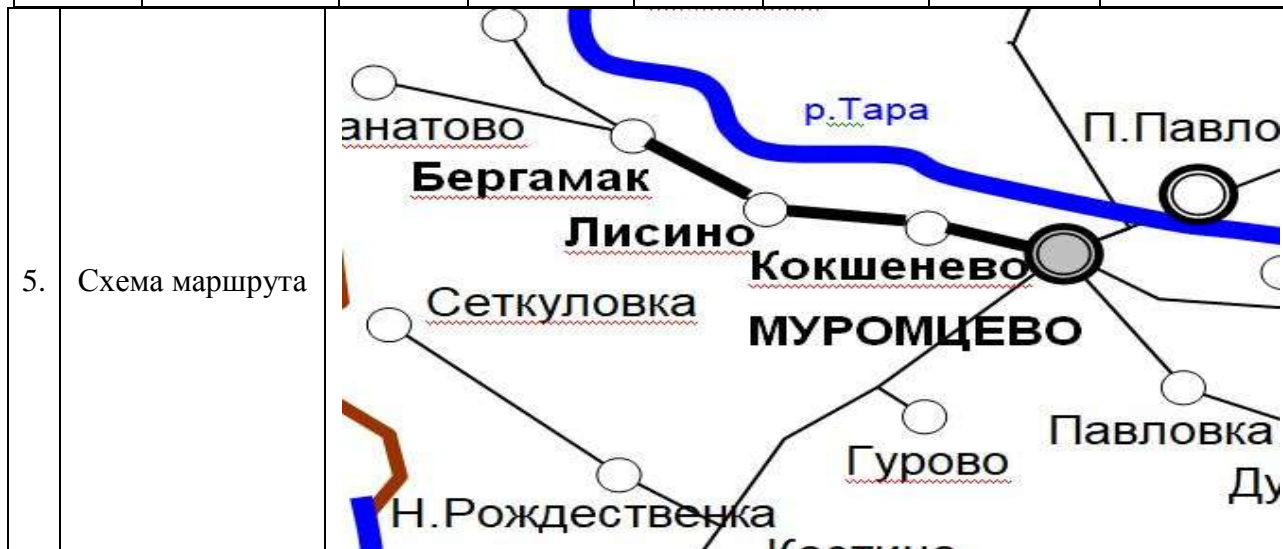 5.
Схема маршрута
р.Тара
анатово
П.Павло
Бергамак
Лисино
Кокшенево
Сеткуловка
МУРОМЦЕВО
Павловка
Гурово
Ду
Н.Рождественка